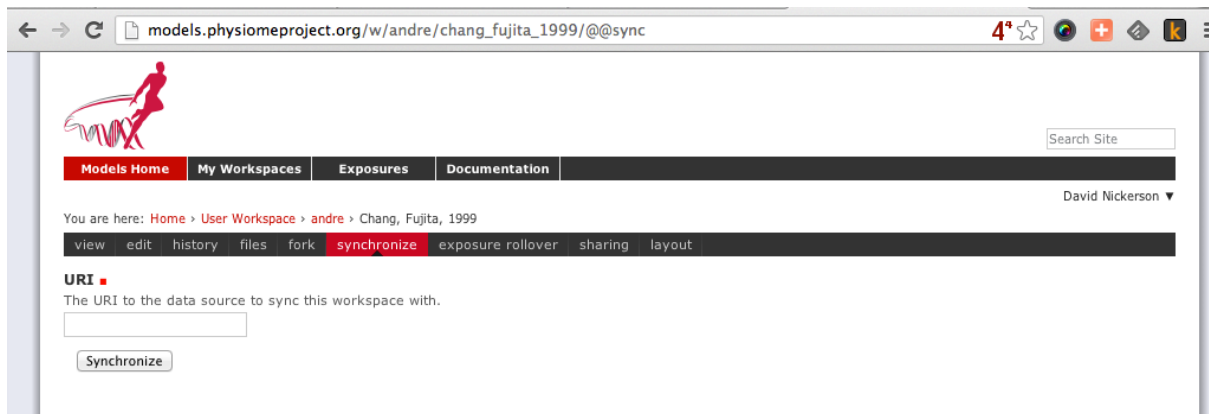 models.physiomeproject.org/w/andre/chang_fujita_1999/@@sync
4⁴
k
Search Site
Models Home My Workspaces Exposures Documentation
David Nickerson ▼
You are here: Home › User Workspace › andre › Chang, Fujita, 1999
view edit history files fork synchronize exposure rollover sharing layout
URI
The URI to the data source to sync this workspace with.
Synchronize